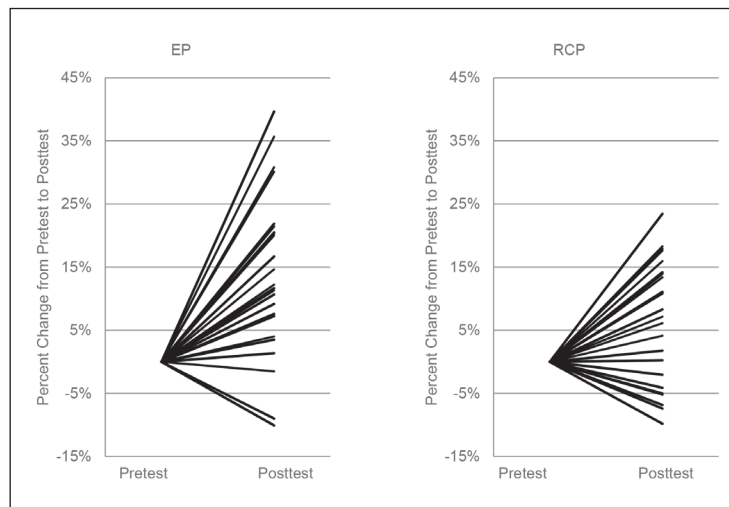 EP
Percent Change from Pretest to Posttest
45%
35%
25%
15%
5%
-5%
-15%
Pretest
Posttest
RCP
Percent Change from Pretest to Posttest
45%
35%
25%
15%
5%
-5%
-15%
Pretest
Posttest